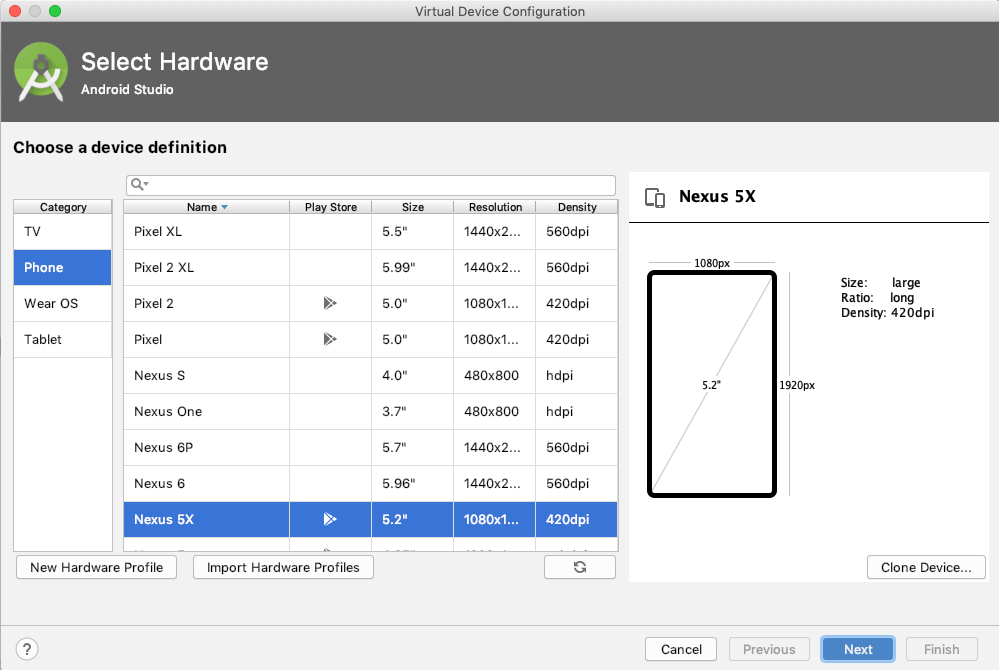 Virtual Device Configuration
Select Hardware
Android Studio
Choose a device definition
Category
TV
Phone
Wear OS
Tablet
Name Play Store Size Resolution Density
Pixel XL 5.5" 1440x2... 560dpi
Pixel 2 XL 5.99" 1440x2... 560dpi
Pixel 2 5.0" 1080x1... 420dpi
Pixel 5.0" 1080x1... 420dpi
Nexus S 4.0" 480x800 hdpi
Nexus One 3.7" 480x800 hdpi
Nexus 6P 5.7" 1440x2... 560dpi
Nexus 6 5.96" 1440x2... 560dpi
Nexus 5X 5.2" 1080x1... 420dpi
New Hardware Profile
Import Hardware Profiles
Nexus 5X
1080px
5.2"
1920px
Size: large
Ratio: long
Density: 420dpi
Clone Device...
?
Cancel
Previous
Next
Finish